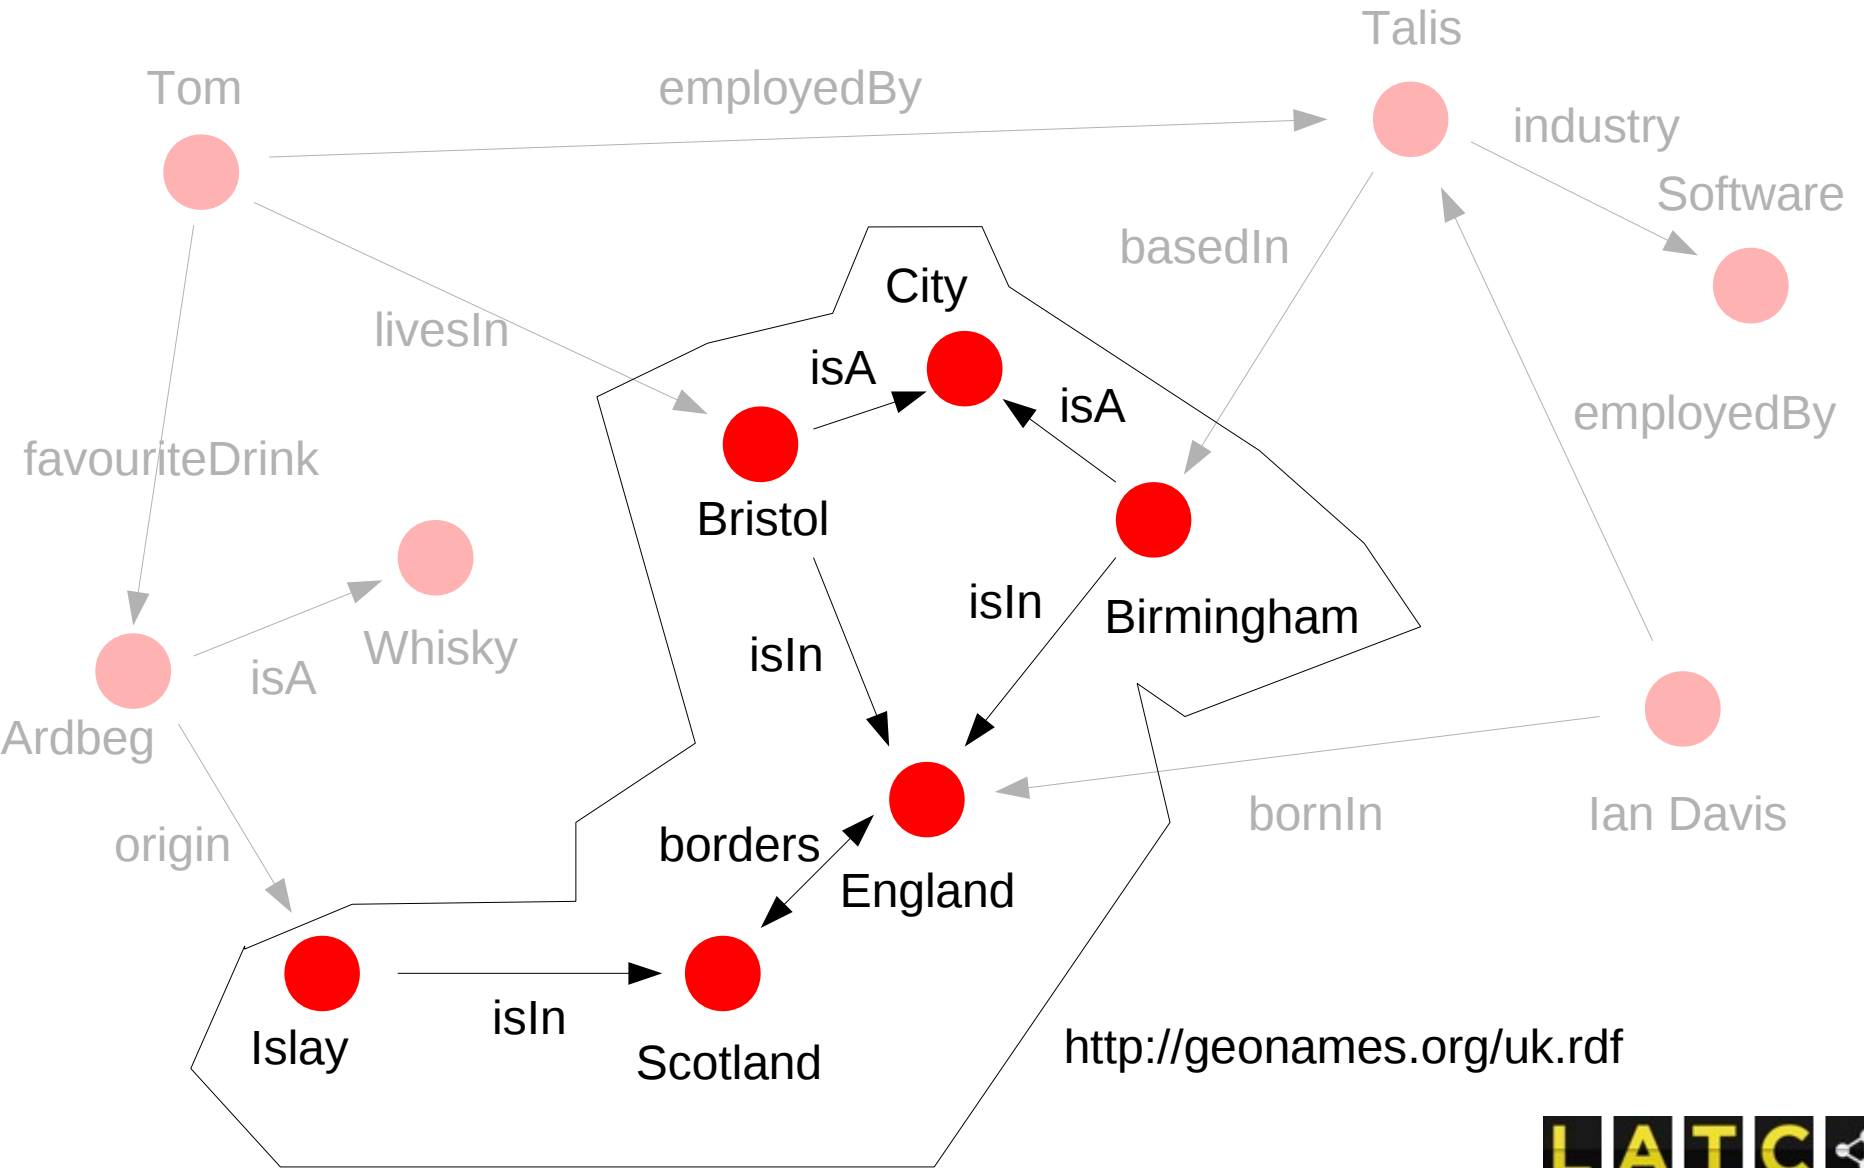 Talis
Tom
employedBy
industry
Software
basedIn
City
livesIn
isA
isA
employedBy
favouriteDrink
Bristol
isIn
Birmingham
Whisky
isIn
isA
Ardbeg
bornIn
Ian Davis
origin
borders
England
isIn
Islay
Scotland
http://geonames.org/uk.rdf
LATC